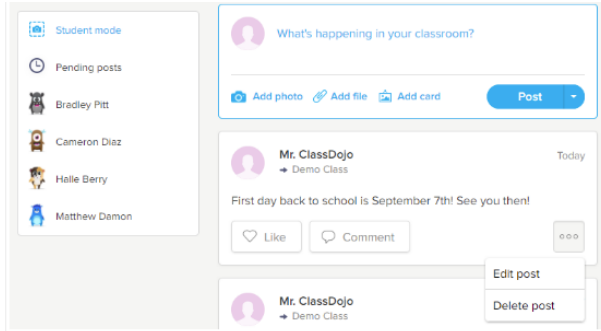 Student mode
Pending posts
Bradley Pitt
Cameron Diaz
Halle Berry
Matthew Damon
What's happening in your classroom?
Add photo Add file Add card Post
Mr. ClassDojo Today
Demo Class
First day back to school is September 7th! See you then!
Like Comment
Edit post
Delete post
Mr. ClassDojo
Demo Class